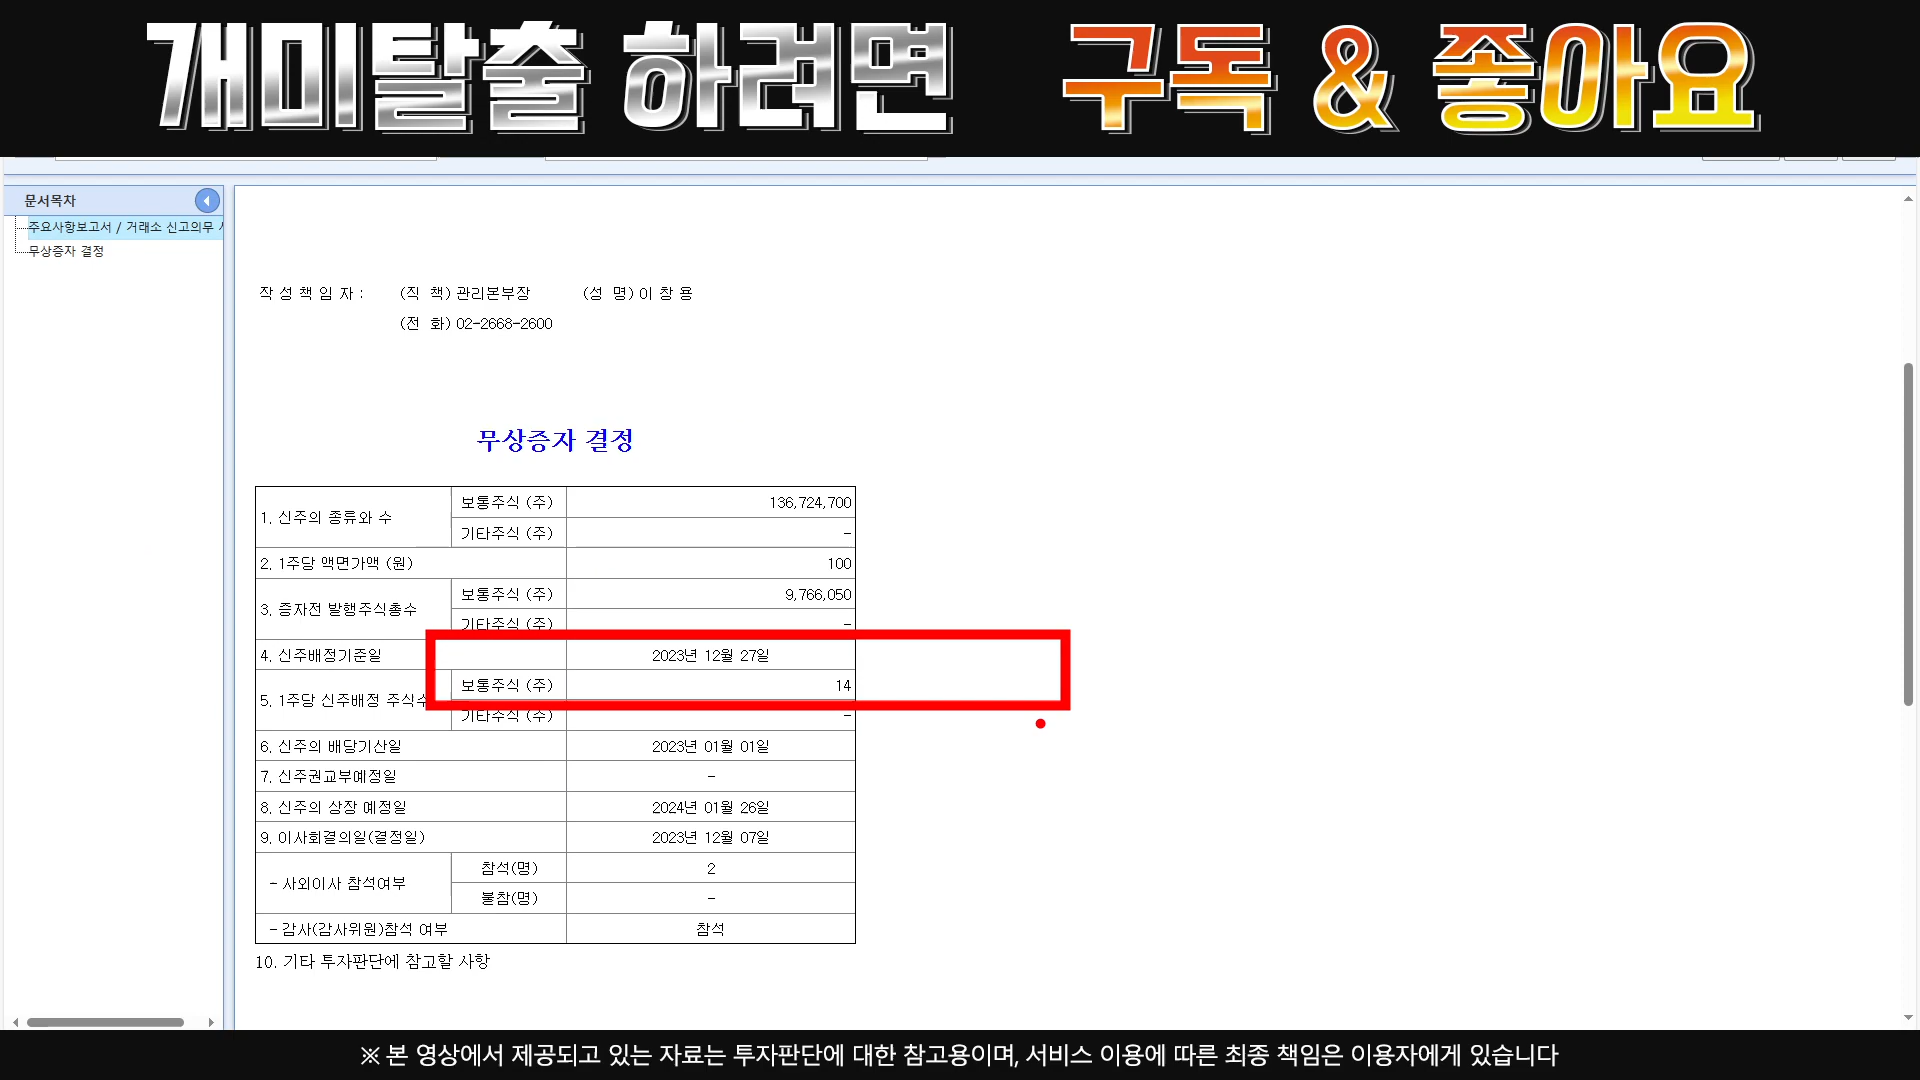 개미탈출 하려면 구독 & 좋아요
문서목차
주요사항보고서 / 거래소 신고의무
무상증자 결정
작 성 책 임 자 : (직 책) 관리본부장 (성 명) 이 창 용
(전 화) 02-2668-2600
무상증자 결정
1. 신주의 종류와 수 보통주식 (주) 136,724,700
기타주식 (주) -
2. 1주당 액면가액 (원) 100
3. 증자전 발행주식총수 보통주식 (주) 9,766,050
기타주식 (주) -
4. 신주배정기준일 2023년 12월 27일
5. 1주당 신주배정 주식수 보통주식 (주) 14
기타주식 (주) -
6. 신주의 배당기산일 2023년 01월 01일
7. 신주권교부예정일 -
8. 신주의 상장 예정일 2024년 01월 26일
9. 이사회결의일(결정일) 2023년 12월 07일
- 사외이사 참석여부 참석(명) 2
불참(명) -
- 감사(감사위원)참석 여부 참석
10. 기타 투자판단에 참고할 사항
※ 본 영상에서 제공되고 있는 자료는 투자판단에 대한 참고용이며, 서비스 이용에 따른 최종 책임은 이용자에게 있습니다